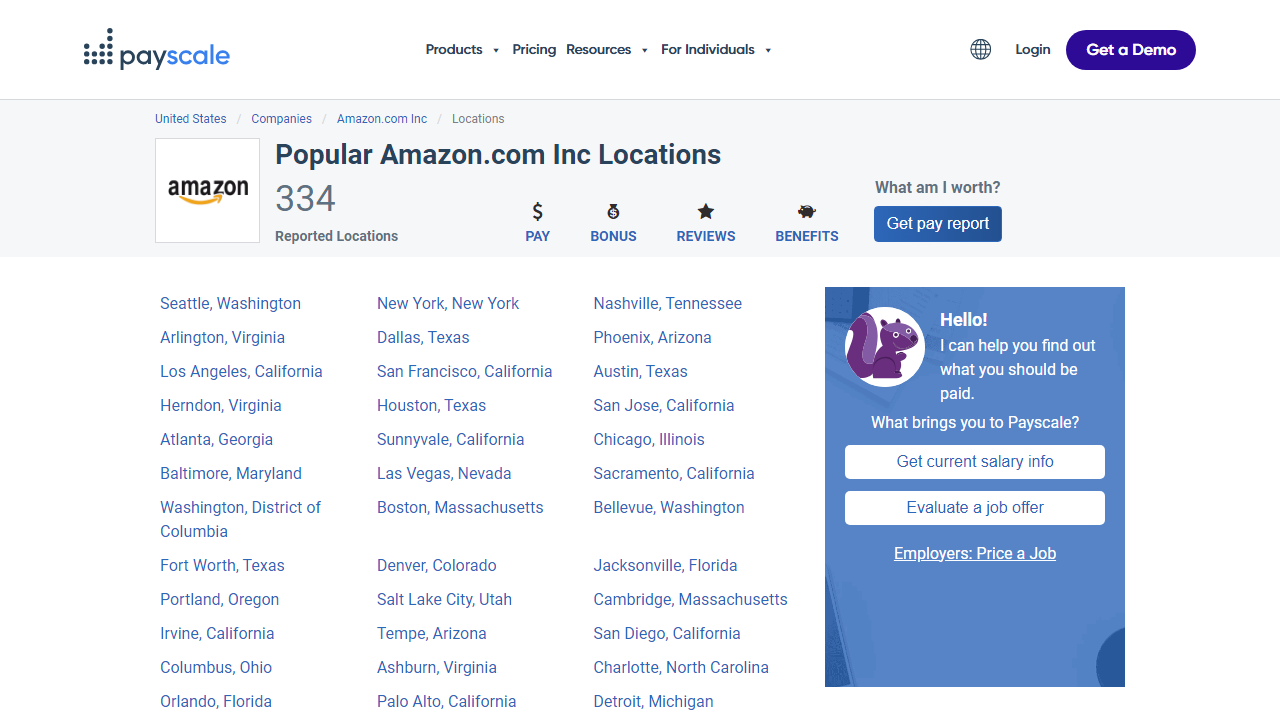 payscale
Products
Pricing
Resources
For Individuals
Login
Get a Demo
United States / Companies / Amazon.com Inc / Locations
amazon
Popular Amazon.com Inc Locations
334
Reported Locations
PAY
BONUS
REVIEWS
BENEFITS
What am I worth?
Get pay report
Seattle, Washington
New York, New York
Nashville, Tennessee
Arlington, Virginia
Dallas, Texas
Phoenix, Arizona
Los Angeles, California
San Francisco, California
Austin, Texas
Herndon, Virginia
Houston, Texas
San Jose, California
Atlanta, Georgia
Sunnyvale, California
Chicago, Illinois
Baltimore, Maryland
Las Vegas, Nevada
Sacramento, California
Washington, District of
Columbia
Boston, Massachusetts
Bellevue, Washington
Fort Worth, Texas
Denver, Colorado
Jacksonville, Florida
Portland, Oregon
Salt Lake City, Utah
Cambridge, Massachusetts
Irvine, California
Tempe, Arizona
San Diego, California
Columbus, Ohio
Ashburn, Virginia
Charlotte, North Carolina
Orlando, Florida
Palo Alto, California
Detroit, Michigan
Hello!
I can help you find out
what you should be
paid.
What brings you to Payscale?
Get current salary info
Evaluate a job offer
Employers: Price a Job